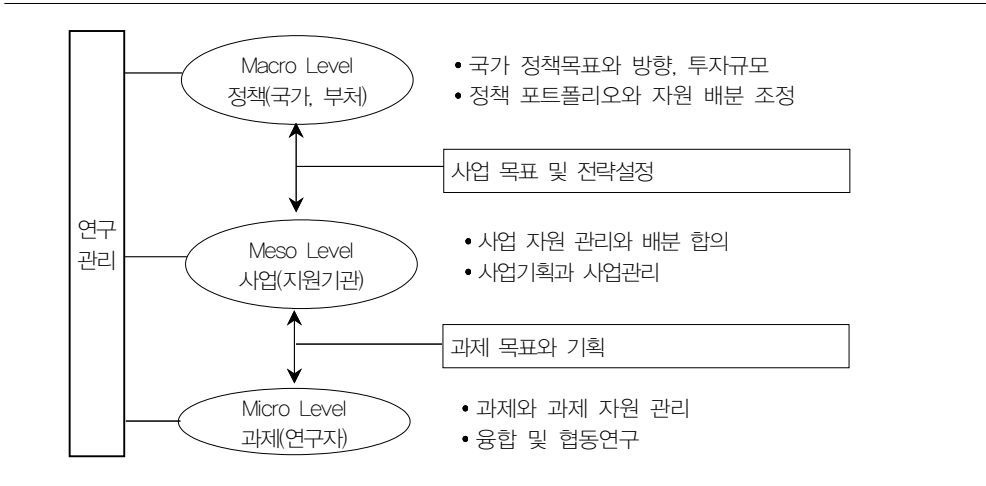 연구
관리
Macro Level
정책(국가, 부처)
• 국가 정책목표와 방향, 투자규모
• 정책 포트폴리오와 자원 배분 조정
사업 목표 및 전략설정
Meso Level
사업(지원기관)
• 사업 자원 관리와 배분 합의
• 사업기획과 사업관리
과제 목표와 기획
Micro Level
과제(연구자)
• 과제와 과제 자원 관리
• 융합 및 협동연구